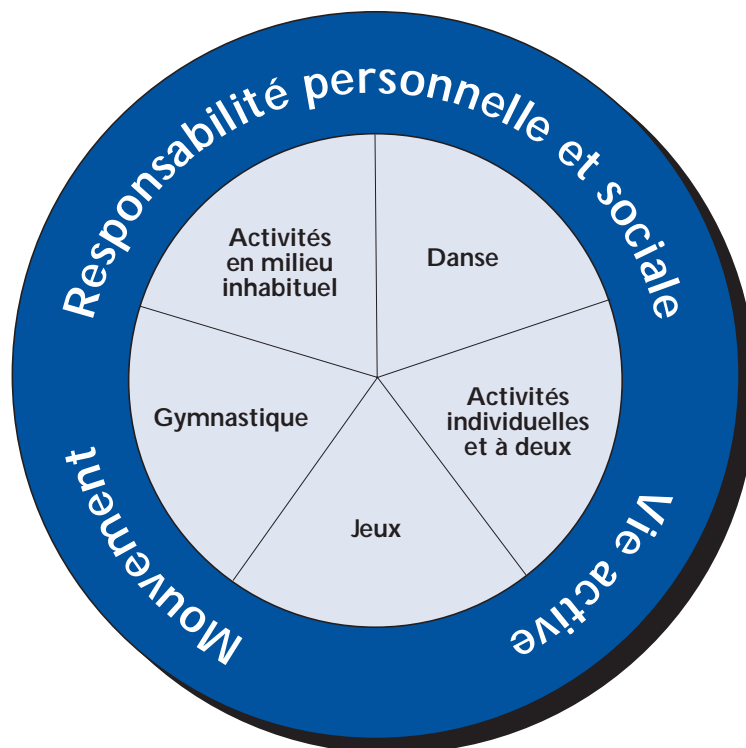 Responsabilité personnelle et sociale
Activités
en milieu
inhabituel
Danse
Gymnastique
Activités
individuelles
et à deux
Jeux
Mouvement
Vie active